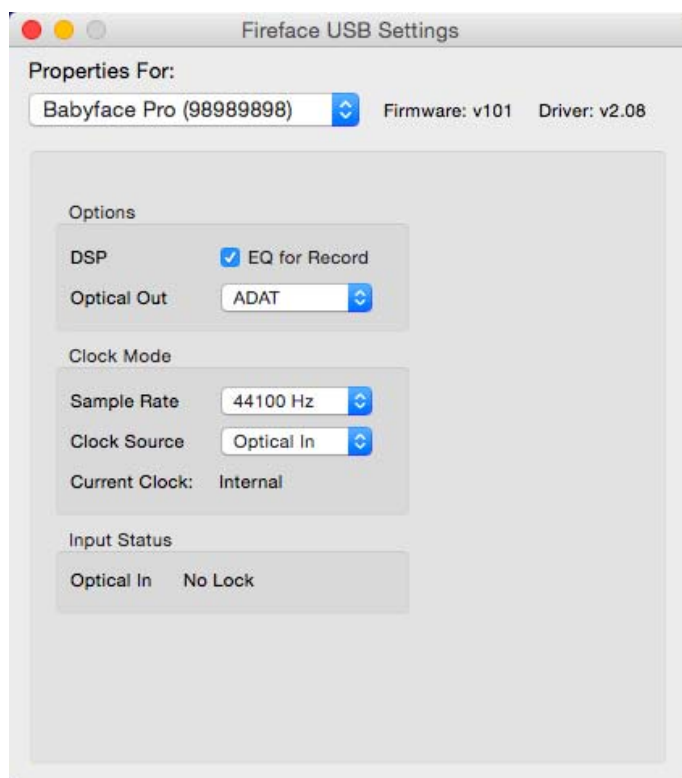 Fireface USB Settings
Properties For:
Babyface Pro (98989898) Firmware: v101 Driver: v2.08
Options
DSP EQ for Record
Optical Out ADAT
Clock Mode
Sample Rate 44100 Hz
Clock Source Optical In
Current Clock: Internal
Input Status
Optical In No Lock